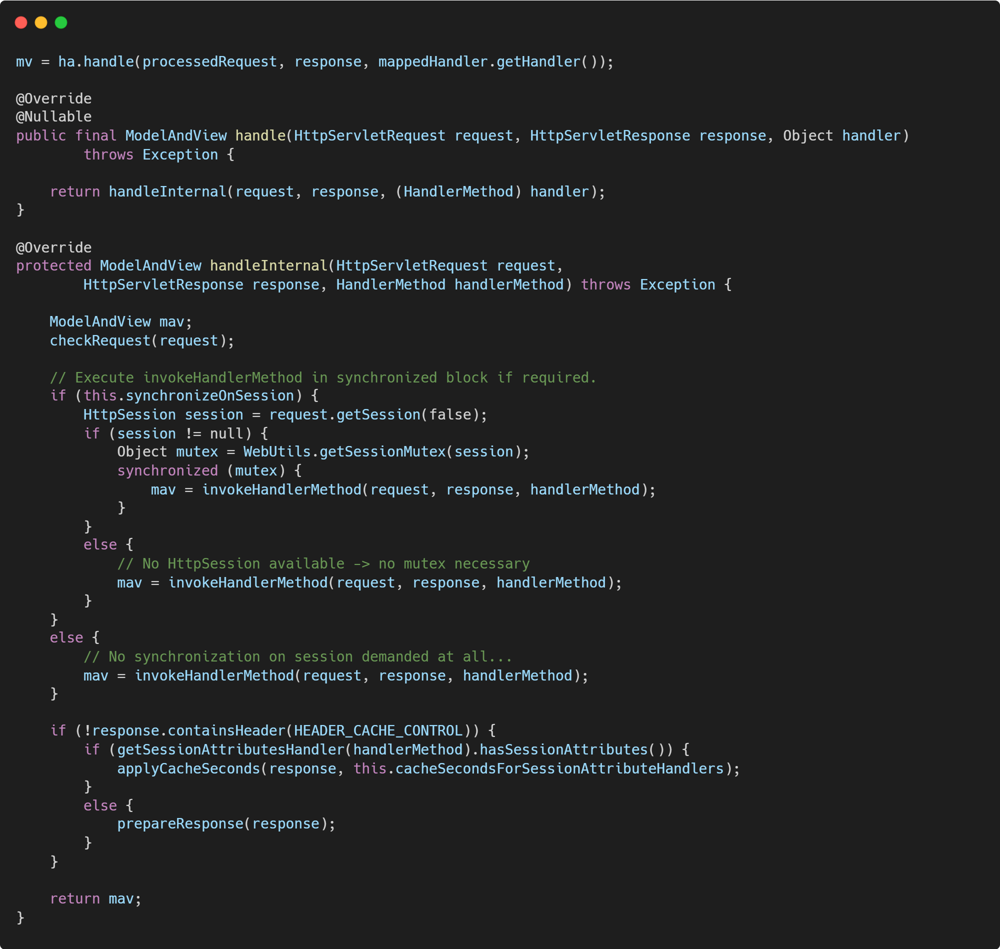 mv = ha.handle(processedRequest, response, mappedHandler.getHandler());

@Override
@Nullable
public final ModelAndView handle(HttpServletRequest request, HttpServletResponse response, Object handler)
        throws Exception {

    return handleInternal(request, response, (HandlerMethod) handler);
}

@Override
protected ModelAndView handleInternal(HttpServletRequest request,
        HttpServletResponse response, HandlerMethod handlerMethod) throws Exception {

    ModelAndView mav;
    checkRequest(request);

    // Execute invokeHandlerMethod in synchronized block if required.
    if (this.synchronizeOnSession) {
        HttpSession session = request.getSession(false);
        if (session != null) {
            Object mutex = WebUtils.getSessionMutex(session);
            synchronized (mutex) {
                mav = invokeHandlerMethod(request, response, handlerMethod);
            }
        }
        else {
            // No HttpSession available -> no mutex necessary
            mav = invokeHandlerMethod(request, response, handlerMethod);
        }
    }
    else {
        // No synchronization on session demanded at all...
        mav = invokeHandlerMethod(request, response, handlerMethod);
    }

    if (!response.containsHeader(HEADER_CACHE_CONTROL)) {
        if (getSessionAttributesHandler(handlerMethod).hasSessionAttributes()) {
            applyCacheSeconds(response, this.cacheSecondsForSessionAttributeHandlers);
        }
        else {
            prepareResponse(response);
        }
    }

    return mav;
}